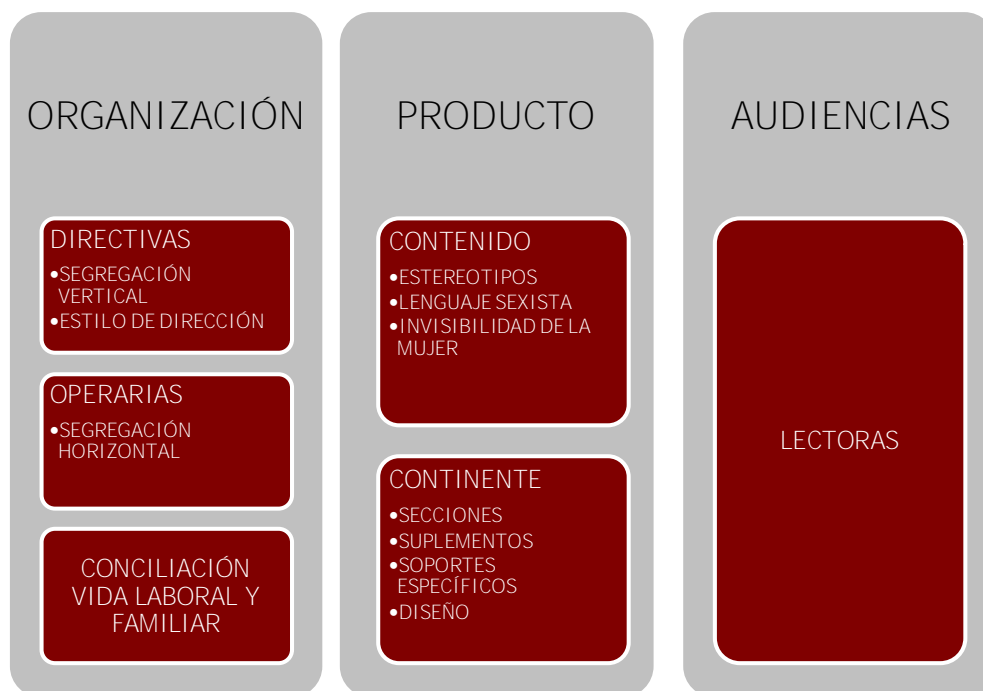 ORGANIZACIÓN
DIRECTIVAS
•SEGREGACIÓN
VERTICAL
•ESTILO DE DIRECCIÓN
OPERARIAS
•SEGREGACIÓN
HORIZONTAL
CONCILIACIÓN
VIDA LABORAL Y
FAMILIAR
PRODUCTO
CONTENIDO
•ESTEREOTIPOS
•LENGUAJE SEXISTA
•INVISIBILIDAD DE LA
MUJER
CONTINENTE
•SECCIONES
•SUPLEMENTOS
•SOPORTES
ESPECÍFICOS
•DISEÑO
AUDIENCIAS
LECTORAS